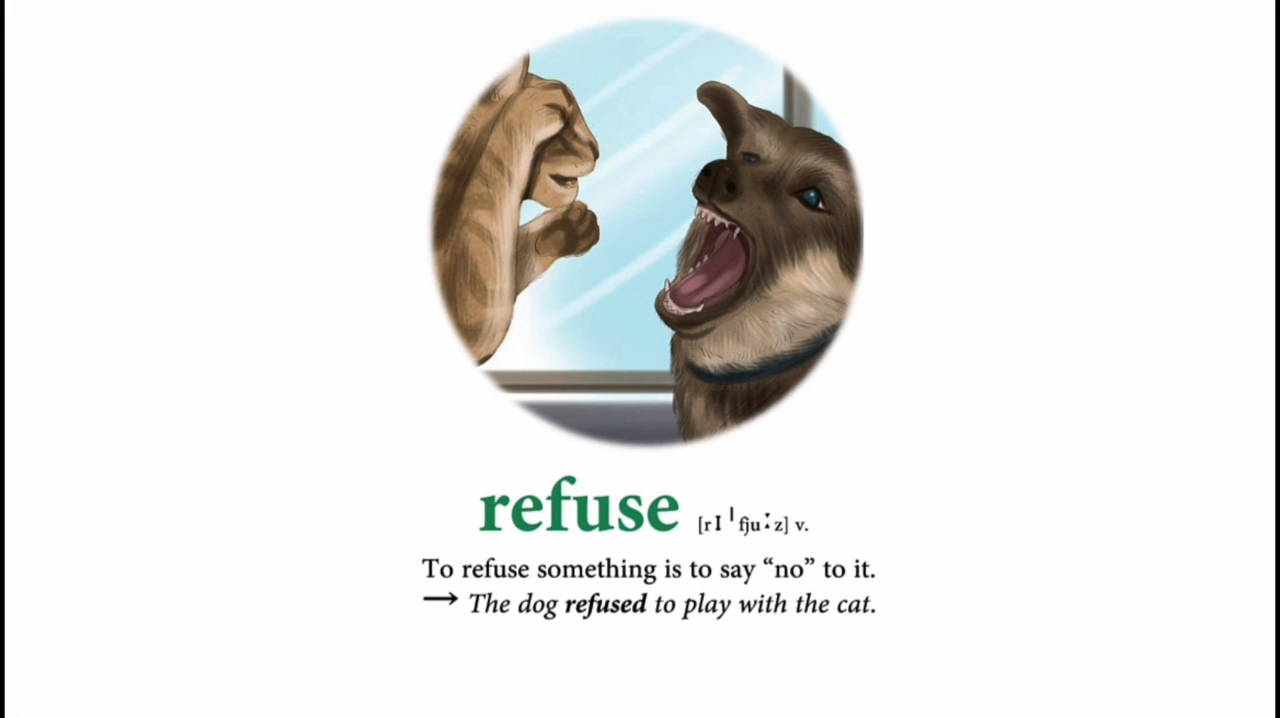 refuse [rɪˈfjuːz] v.
To refuse something is to say “no” to it.
→ The dog refused to play with the cat.